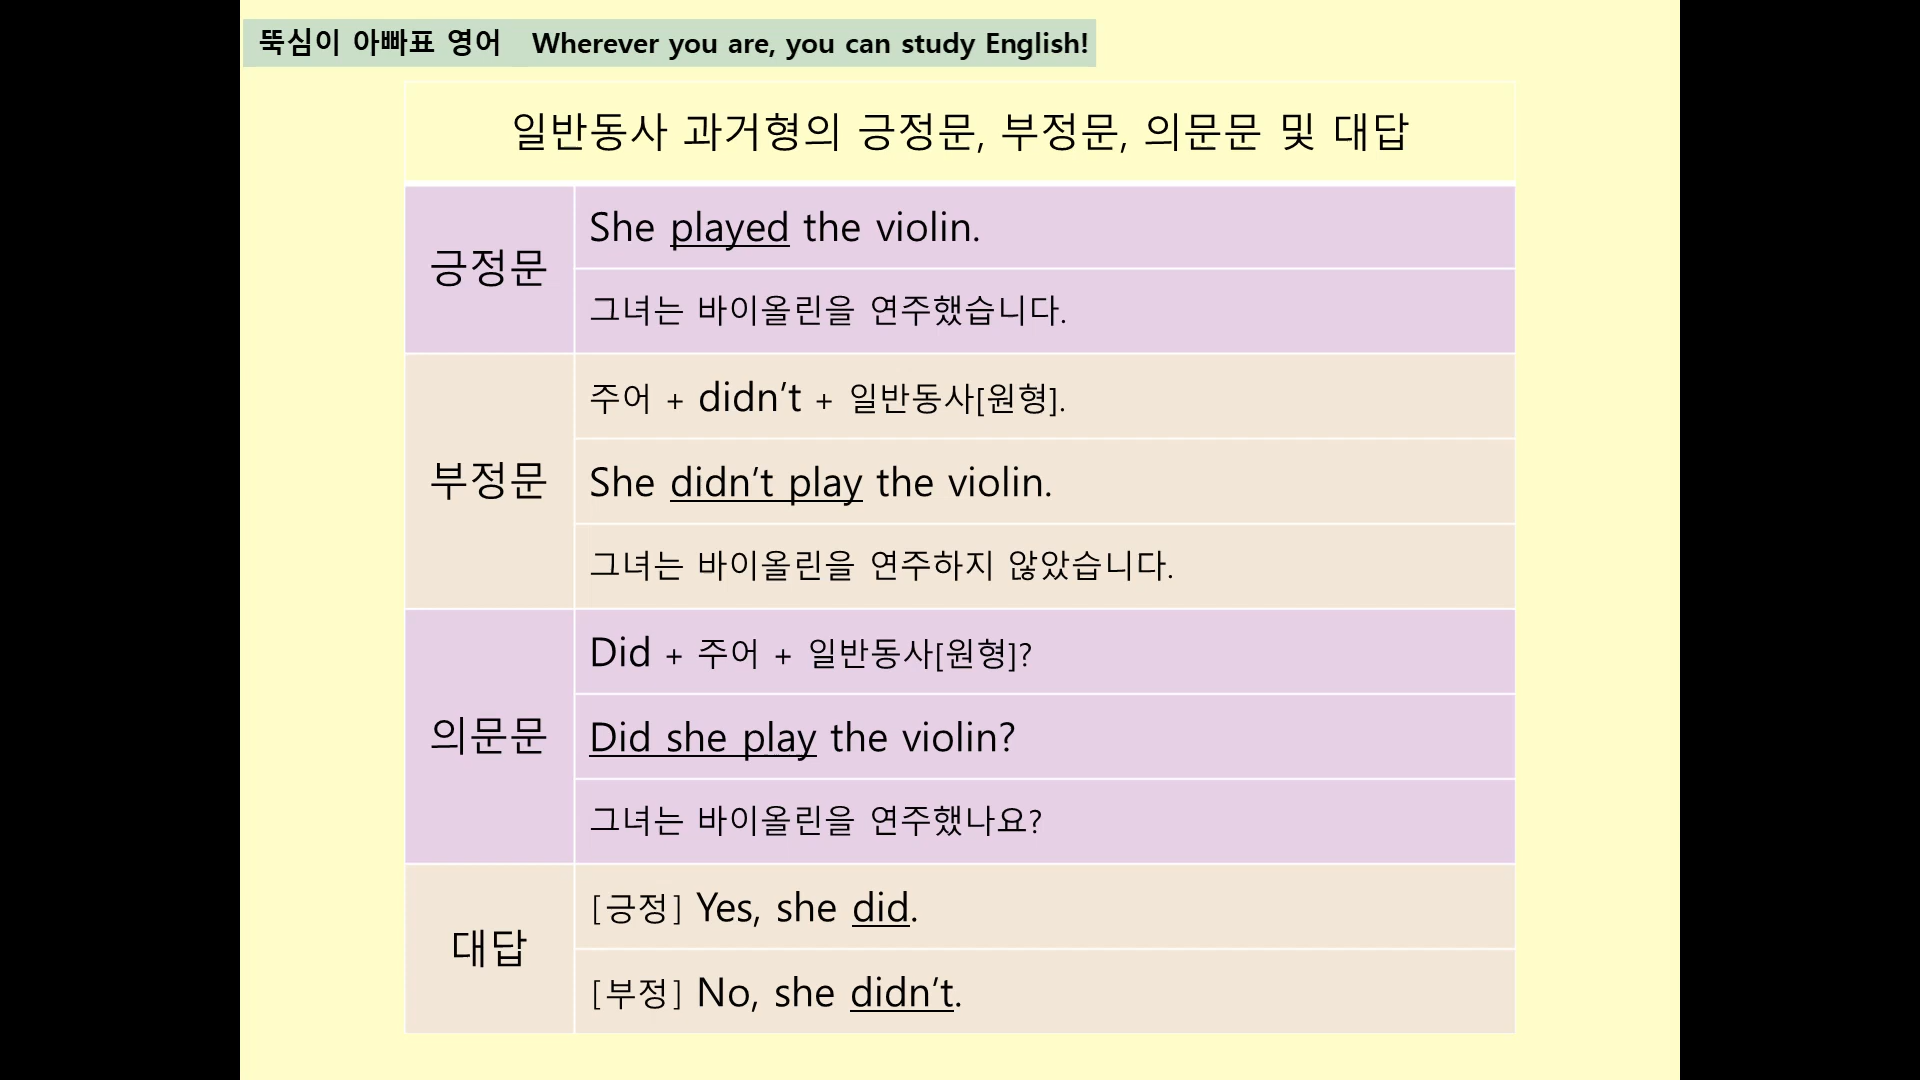 뚝심이 아빠표 영어 Wherever you are, you can study English!
일반동사 과거형의 긍정문, 부정문, 의문문 및 대답
긍정문
She played the violin.
그녀는 바이올린을 연주했습니다.
부정문
주어 + didn’t + 일반동사[원형].
She didn’t play the violin.
그녀는 바이올린을 연주하지 않았습니다.
의문문
Did + 주어 + 일반동사[원형]?
Did she play the violin?
그녀는 바이올린을 연주했나요?
대답
[긍정] Yes, she did.
[부정] No, she didn’t.